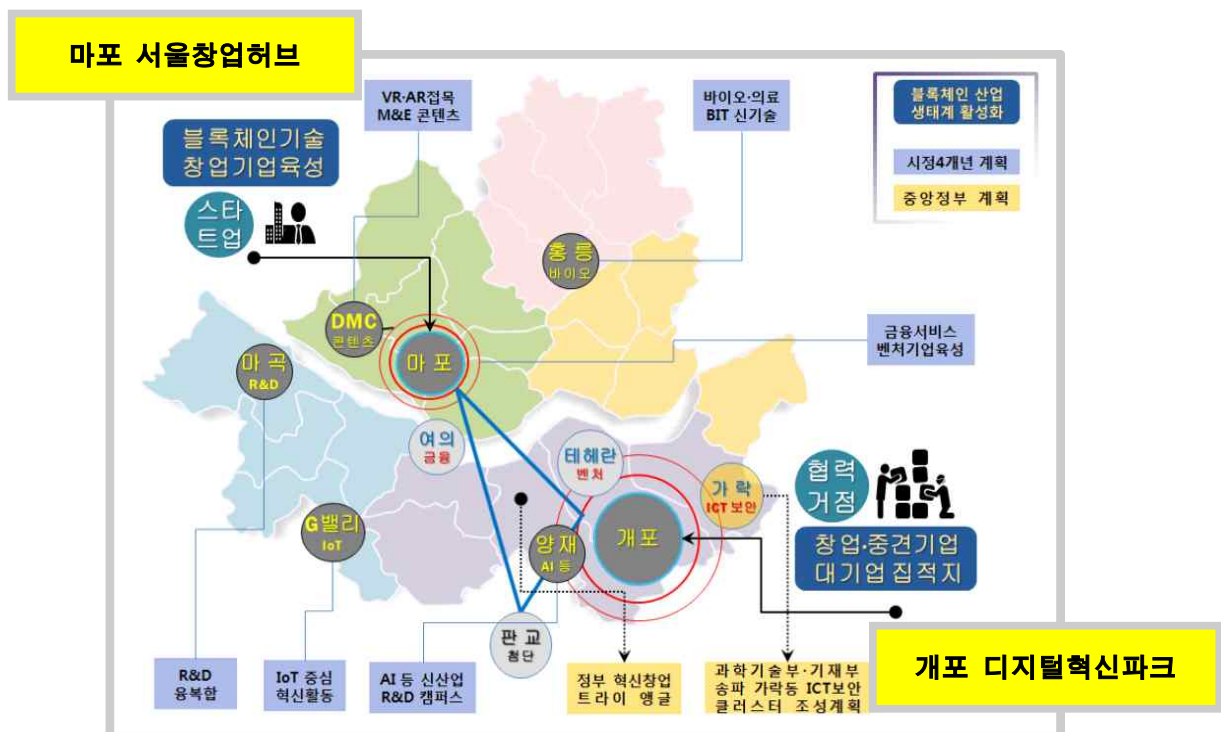 마포 서울창업허브
VR·AR접목
M&E 콘텐츠
바이오·의료
BIT 신기술
블록체인 산업
생태계 활성화
시정4개년 계획
중앙정부 계획
블록체인기술
창업기업육성
스타
트업
홍릉
바이오
DMC
콘텐츠
마포
금융서비스
벤처기업육성
마곡
R&D
여의
금융
테헤란
벤처
가락
ICT보안
협력
거점
G밸리
IoT
양재
AI 등
개포
창업·중견기업
대기업집적지
판교
첨단
R&D
융복합
IoT 중심
혁신활동
AI 등 신산업
R&D 캠퍼스
정부 혁신창업
트라이 앵글
과학기술부·기재부
송파 가락동 ICT보안
클러스터 조성계획
개포 디지털혁신파크